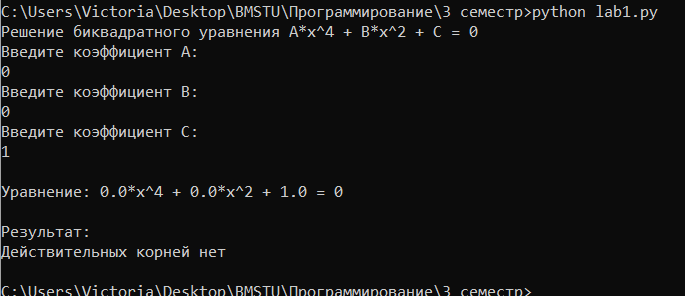 C:\Users\Victoria\Desktop\BMSTU\Программирование\3 семестр>python lab1.py
Решение биквадратного уравнения A*x^4 + B*x^2 + C = 0
Введите коэффициент A:
0
Введите коэффициент B:
0
Введите коэффициент C:
1
Уравнение: 0.0*x^4 + 0.0*x^2 + 1.0 = 0
Результат:
Действительных корней нет
C:\Users\Victoria\Desktop\BMSTU\Программирование\3 семестр>